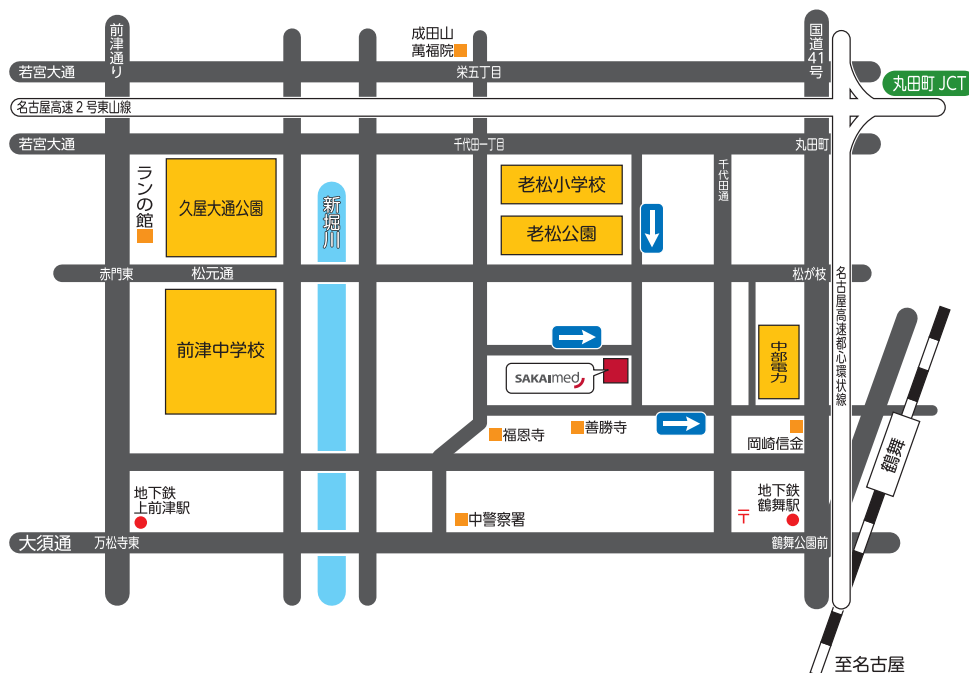 前津通り
成田山
萬福院
国道41号
若宮大通
栄五丁目
丸田町 JCT
名古屋高速2号東山線
若宮大通
千代田一丁目
丸田町
ランの館
久屋大通公園
新堀川
老松小学校
老松公園
千代田通
赤門東
松元通
松が枝
名古屋高速都心環状線
前津中学校
SAKAImed
中部電力
福恩寺
善勝寺
岡崎信金
鶴舞
地下鉄
上前津駅
中警察署
〒
地下鉄
鶴舞駅
大須通
万松寺東
鶴舞公園前
至名古屋